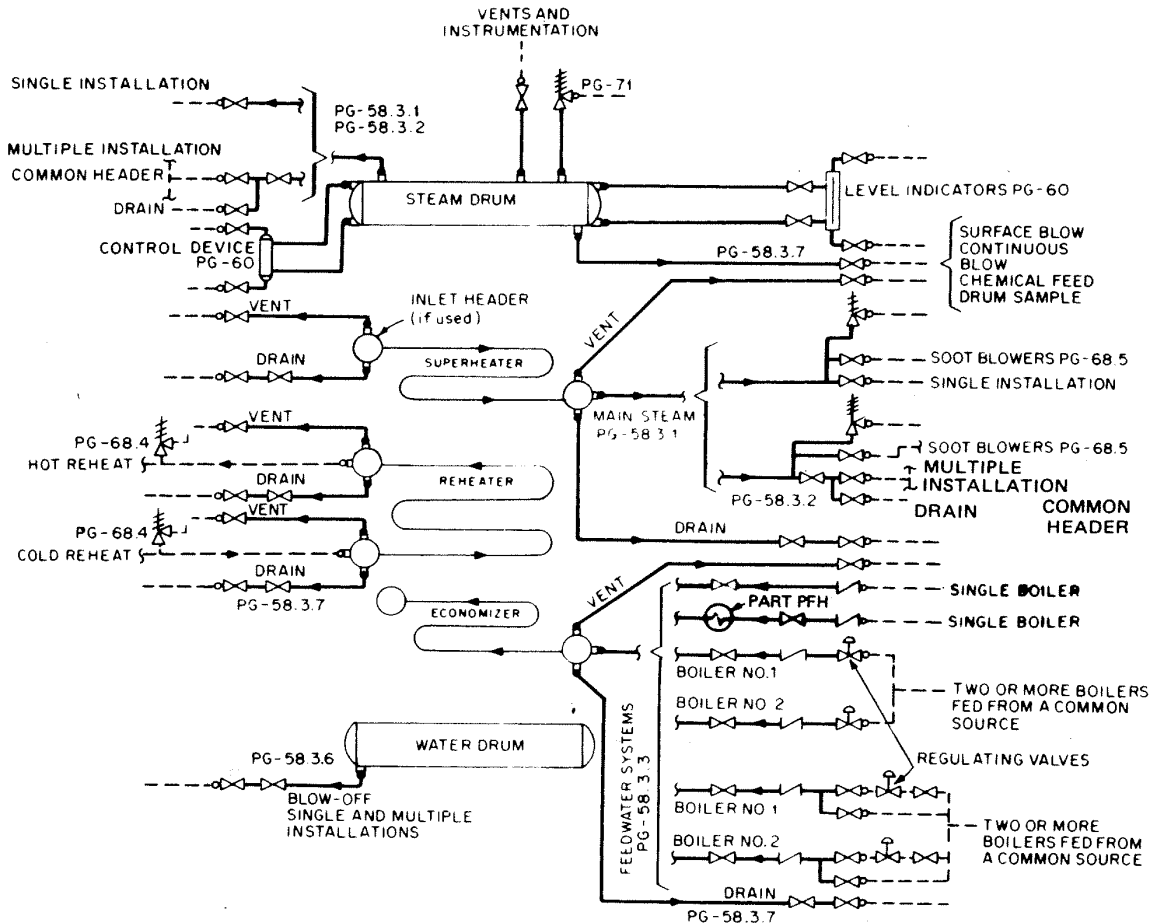 VENTS AND
INSTRUMENTATION
SINGLE INSTALLATION
PG-71
PG-58.3.1
PG-58.3.2
MULTIPLE INSTALLATION
COMMON HEADER
DRAIN
STEAM DRUM
LEVEL INDICATORS PG-60
CONTROL DEVICE
PG-60
PG-58.3.7
SURFACE BLOW
CONTINUOUS
BLOW
CHEMICAL FEED
DRUM SAMPLE
VENT
INLET HEADER
(if used)
VENT
DRAIN
SUPERHEATER
SOOT BLOWERS PG-68.5
SINGLE INSTALLATION
MAIN STEAM
PG-58.3.1
VENT
PG-68.4
HOT REHEAT
REHEATER
DRAIN
SOOT BLOWERS PG-68.5
MULTIPLE
INSTALLATION
PG-58.3.2
DRAIN
COMMON
HEADER
VENT
PG-68.4
COLD REHEAT
DRAIN
DRAIN
PG-58.3.7
VENT
ECONOMIZER
SINGLE BOILER
PART PFH
SINGLE BOILER
BOILER NO.1
BOILER NO 2
TWO OR MORE BOILERS
FED FROM A COMMON
SOURCE
WATER DRUM
PG-58.3.6
BLOW-OFF
SINGLE AND MULTIPLE
INSTALLATIONS
FEEDWATER SYSTEMS
PG-58.3.3
REGULATING VALVES
BOILER NO 1
BOILER NO.2
TWO OR MORE
BOILERS FED FROM
A COMMON SOURCE
DRAIN
PG-58.3.7